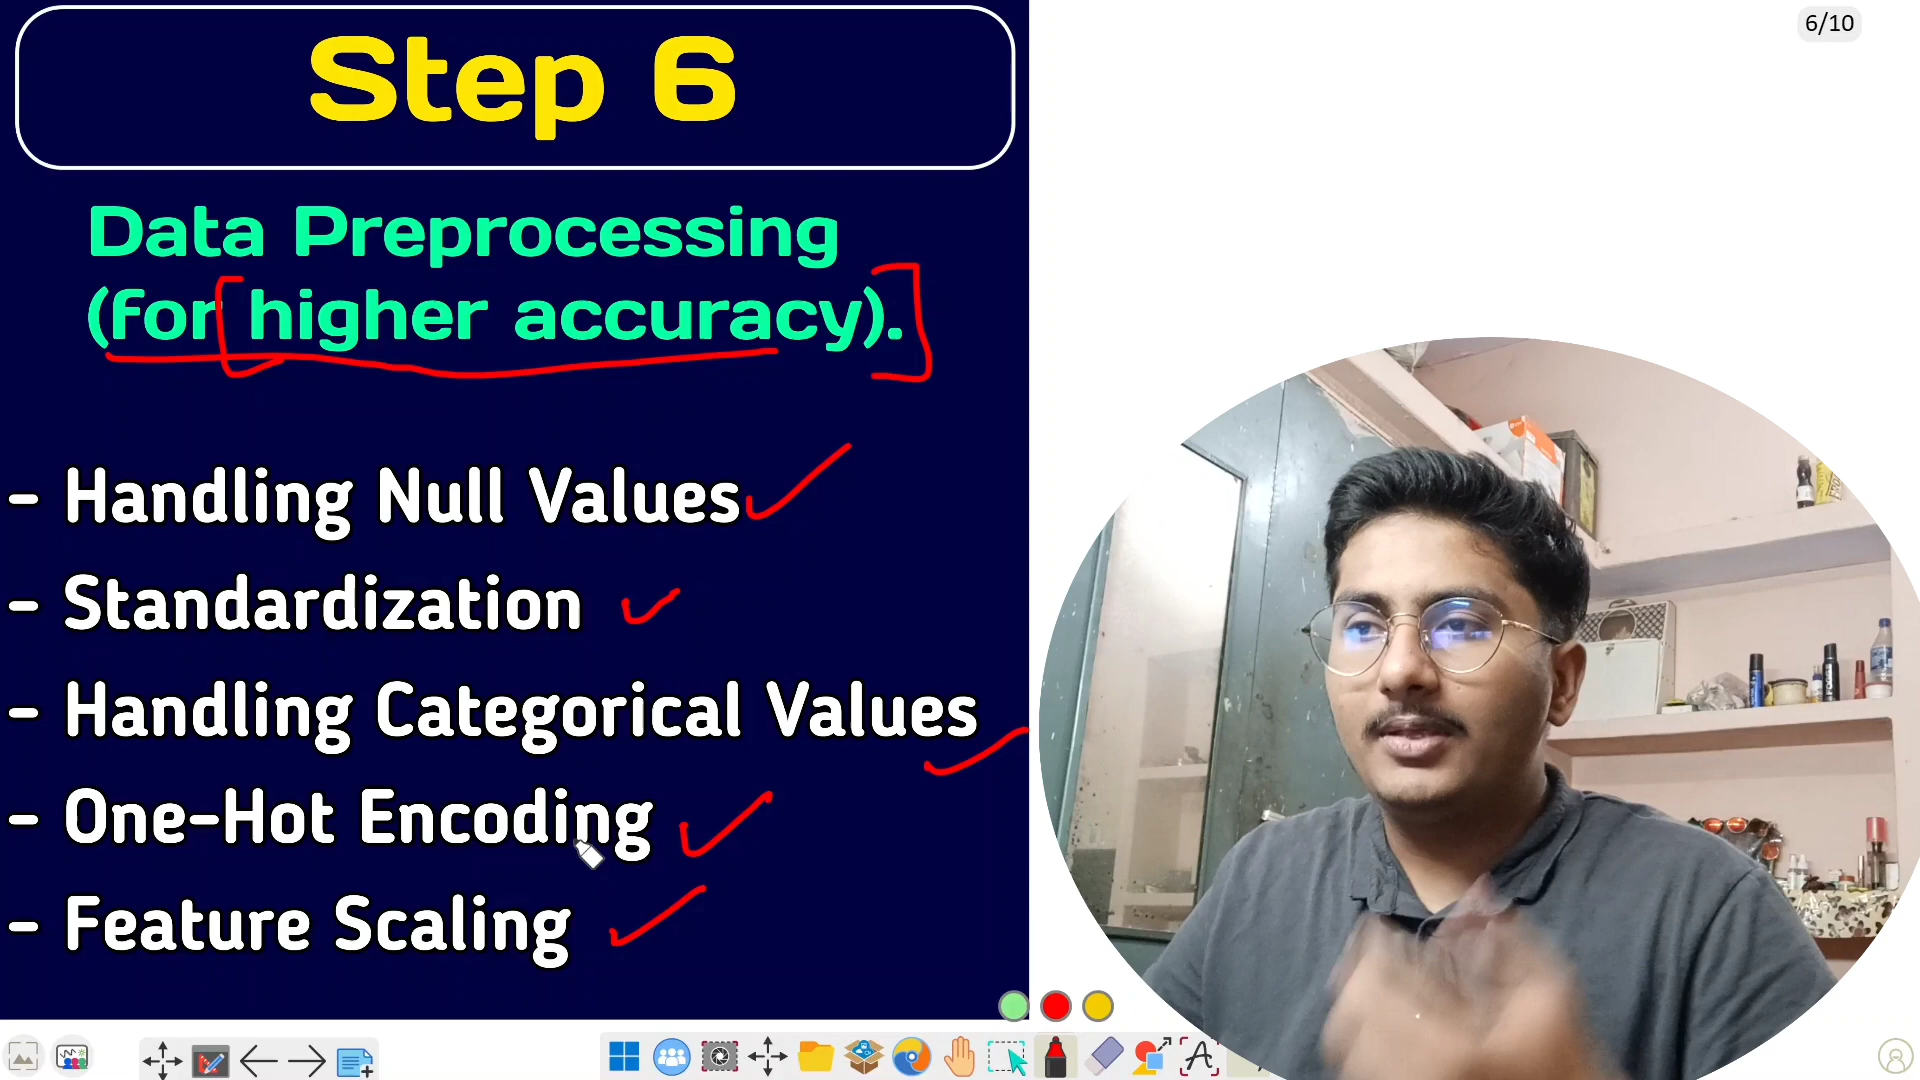 Step 6
6/10
Data Preprocessing
(for higher accuracy).
- Handling Null Values
- Standardization
- Handling Categorical Values
- One-Hot Encoding
- Feature Scaling